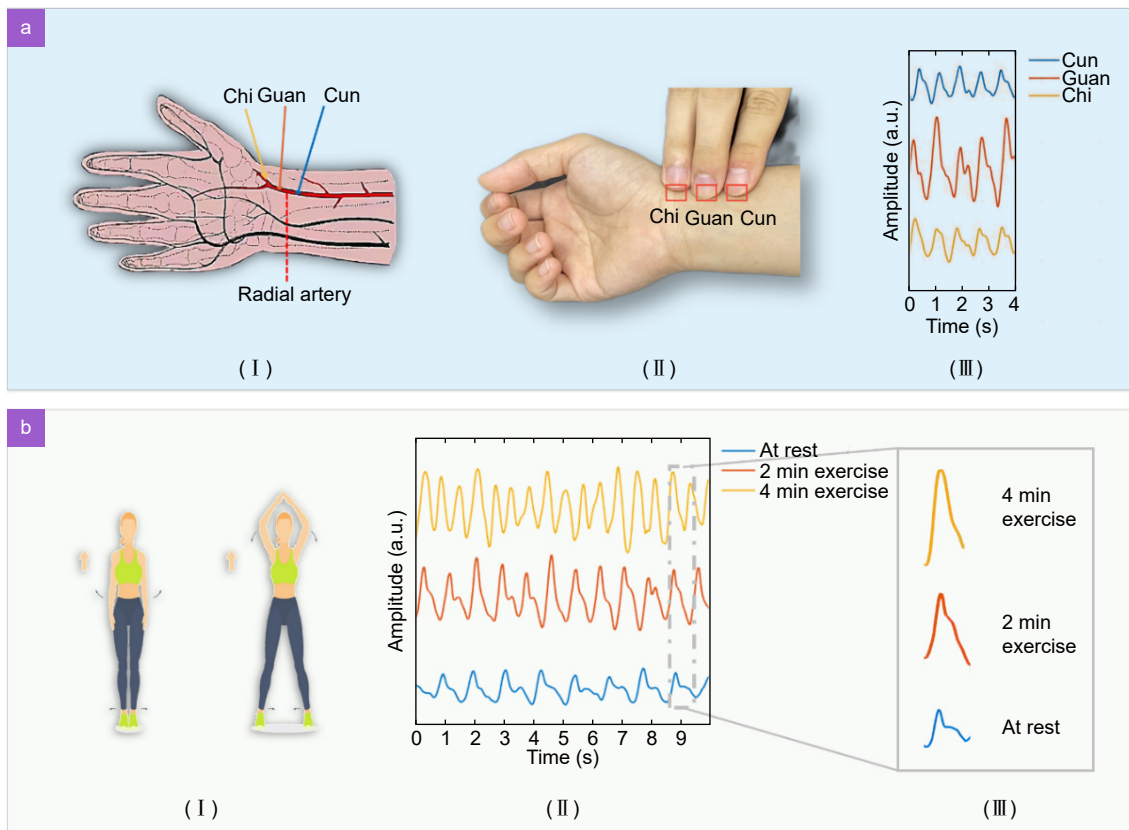 a
Chi Guan Cun
Radial artery
(Ⅰ)
Chi Guan Cun
(Ⅱ)
Cun
Guan
Chi
Amplitude (a.u.)
0 1 2 3 4
Time (s)
(Ⅲ)
b
(Ⅰ)
At rest
2 min exercise
4 min exercise
Amplitude (a.u.)
0 1 2 3 4 5 6 7 8 9
Time (s)
(Ⅱ)
4 min
exercise
2 min
exercise
At rest
(Ⅲ)